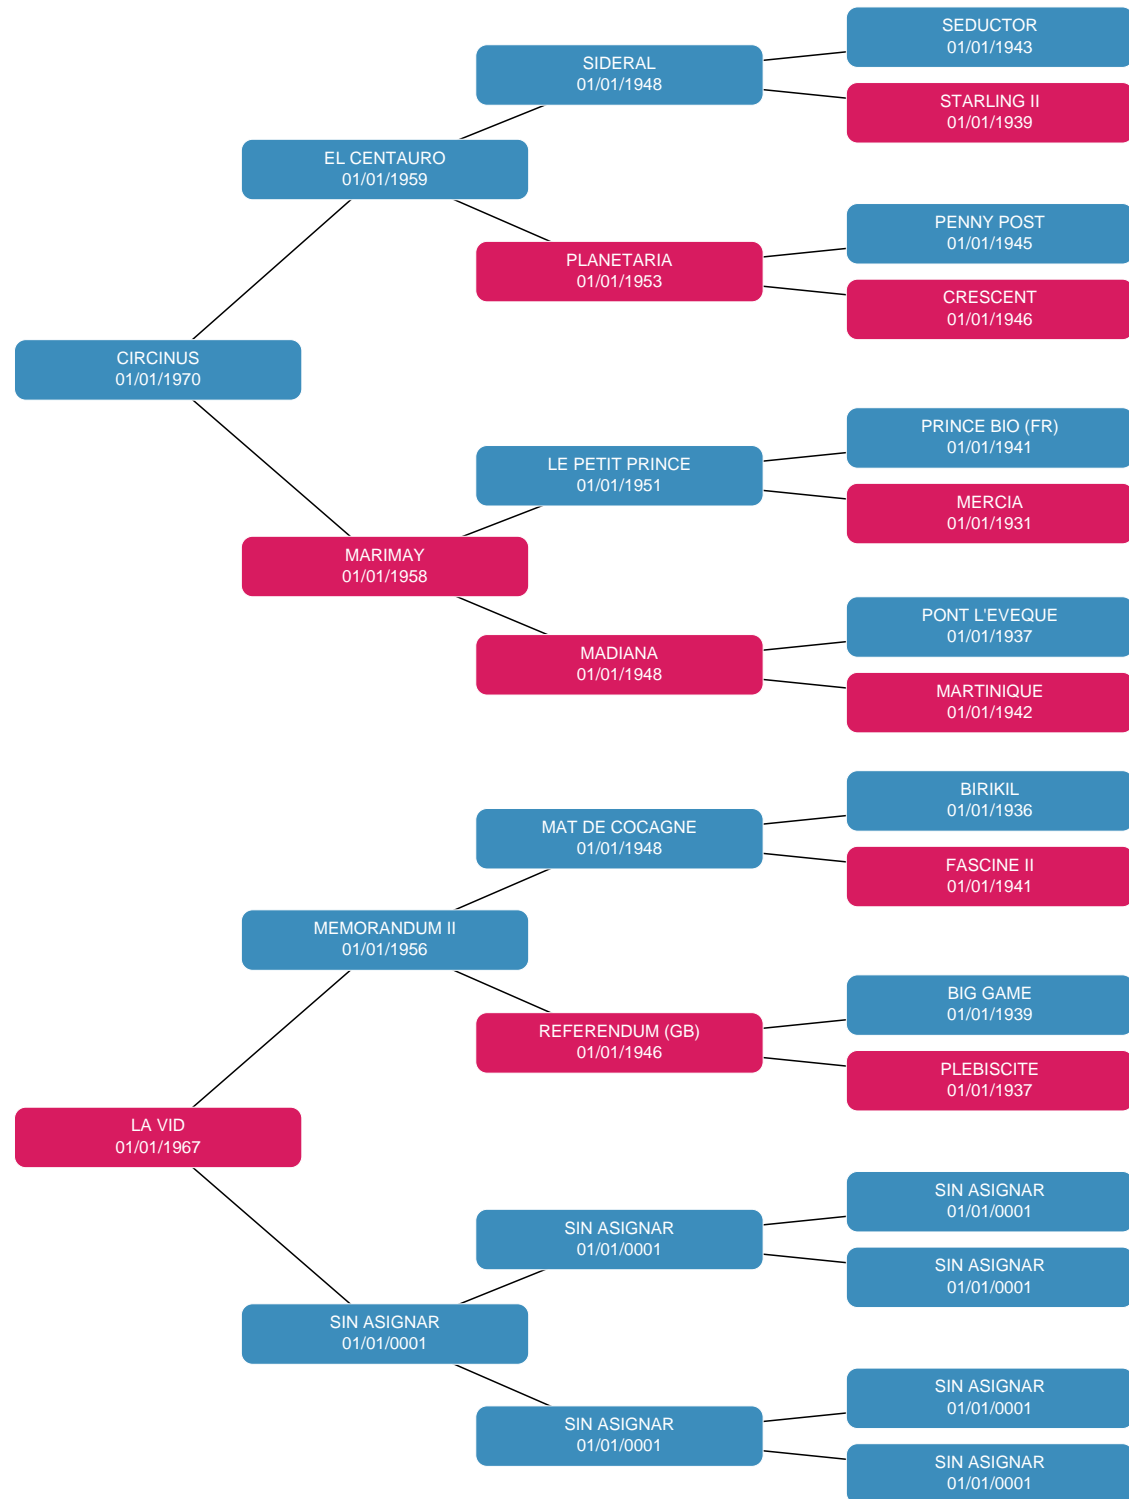 SEDUCTOR
01/01/1943
SIDERAL
01/01/1948
STARLING II
01/01/1939
EL CENTAURO
01/01/1959
PENNY POST
01/01/1945
PLANETARIA
01/01/1953
CRESCENT
01/01/1946
CIRCINUS
01/01/1970
PRINCE BIO (FR)
01/01/1941
LE PETIT PRINCE
01/01/1951
MERCIA
01/01/1931
MARIMAY
01/01/1958
PONT L'EVEQUE
01/01/1937
MADIANA
01/01/1948
MARTINIQUE
01/01/1942
BIRIKIL
01/01/1936
MAT DE COCAGNE
01/01/1948
FASCINE II
01/01/1941
MEMORANDUM II
01/01/1956
BIG GAME
01/01/1939
REFERENDUM (GB)
01/01/1946
PLEBISCITE
01/01/1937
LA VID
01/01/1967
SIN ASIGNAR
01/01/0001
SIN ASIGNAR
01/01/0001
SIN ASIGNAR
01/01/0001
SIN ASIGNAR
01/01/0001
SIN ASIGNAR
01/01/0001
SIN ASIGNAR
01/01/0001
SIN ASIGNAR
01/01/0001